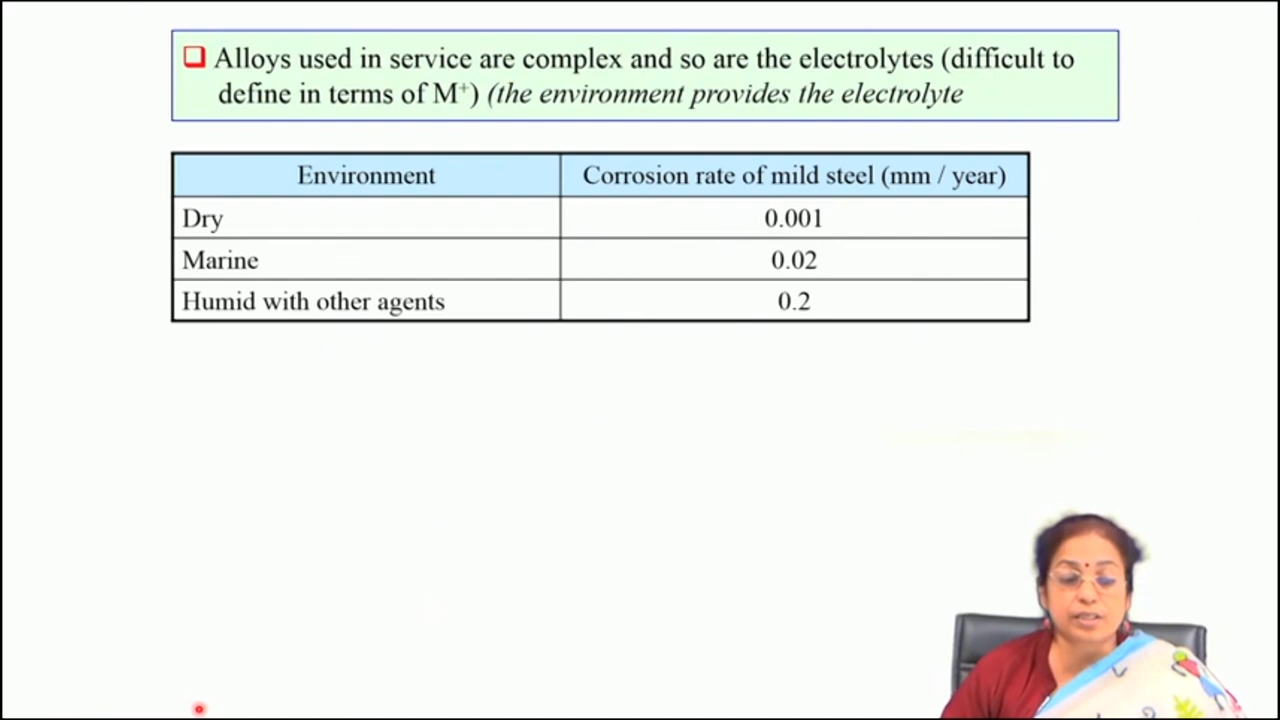 Alloys used in service are complex and so are the electrolytes (difficult to
define in terms of M⁺) (the environment provides the electrolyte
Environment Corrosion rate of mild steel (mm / year)
Dry 0.001
Marine 0.02
Humid with other agents 0.2